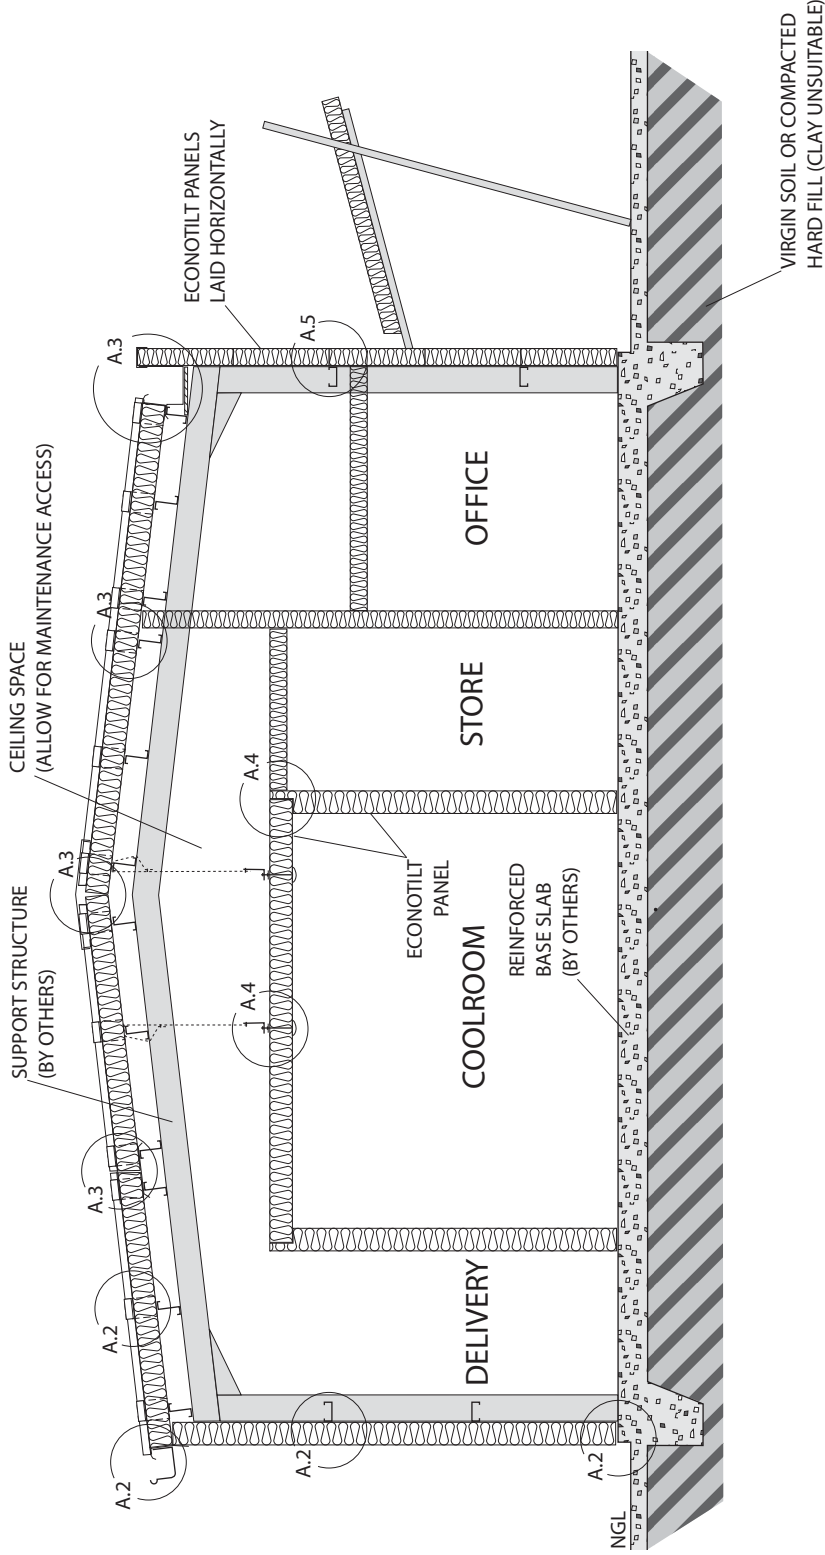 SUPPORT STRUCTURE
(BY OTHERS)
CEILING SPACE
(ALLOW FOR MAINTENANCE ACCESS)
A.2
A.2
A.3
A.3
A.3
A.3
ECONOTILT PANELS
LAID HORIZONTALLY
A.2
A.4
A.4
A.5
ECONOTILT
PANEL
DELIVERY
COOLROOM
STORE
OFFICE
REINFORCED
BASE SLAB
(BY OTHERS)
A.2
NGL
VIRGIN SOIL OR COMPACTED
HARD FILL (CLAY UNSUITABLE)